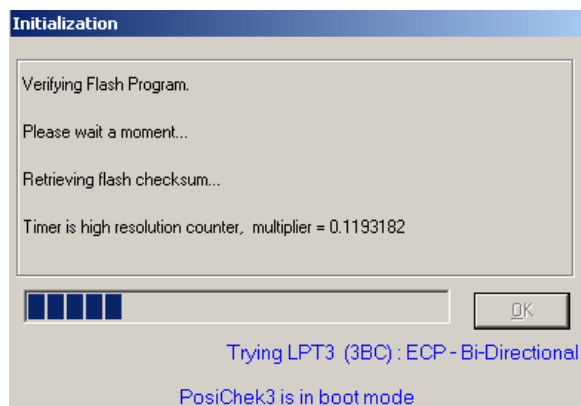 Initialization
Verifying Flash Program.
Please wait a moment...
Retrieving flash checksum...
Timer is high resolution counter,  multiplier = 0.1193182
OK
Trying LPT3  (3BC) : ECP - Bi-Directional
PosiChek3 is in boot mode